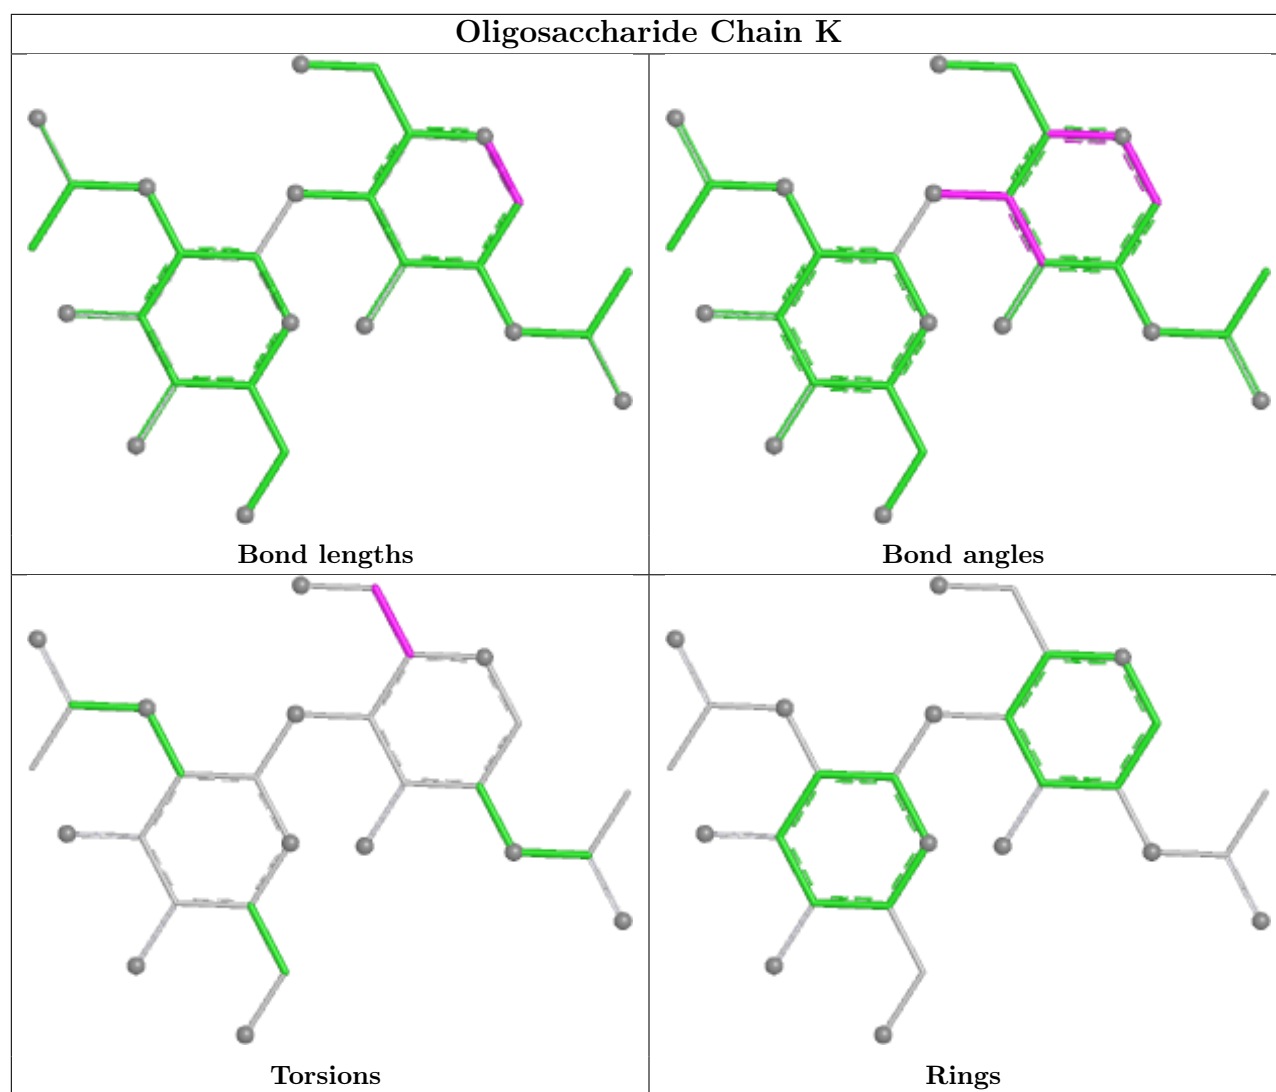 Oligosaccharide Chain K
Bond lengths
Bond angles
Torsions
Rings